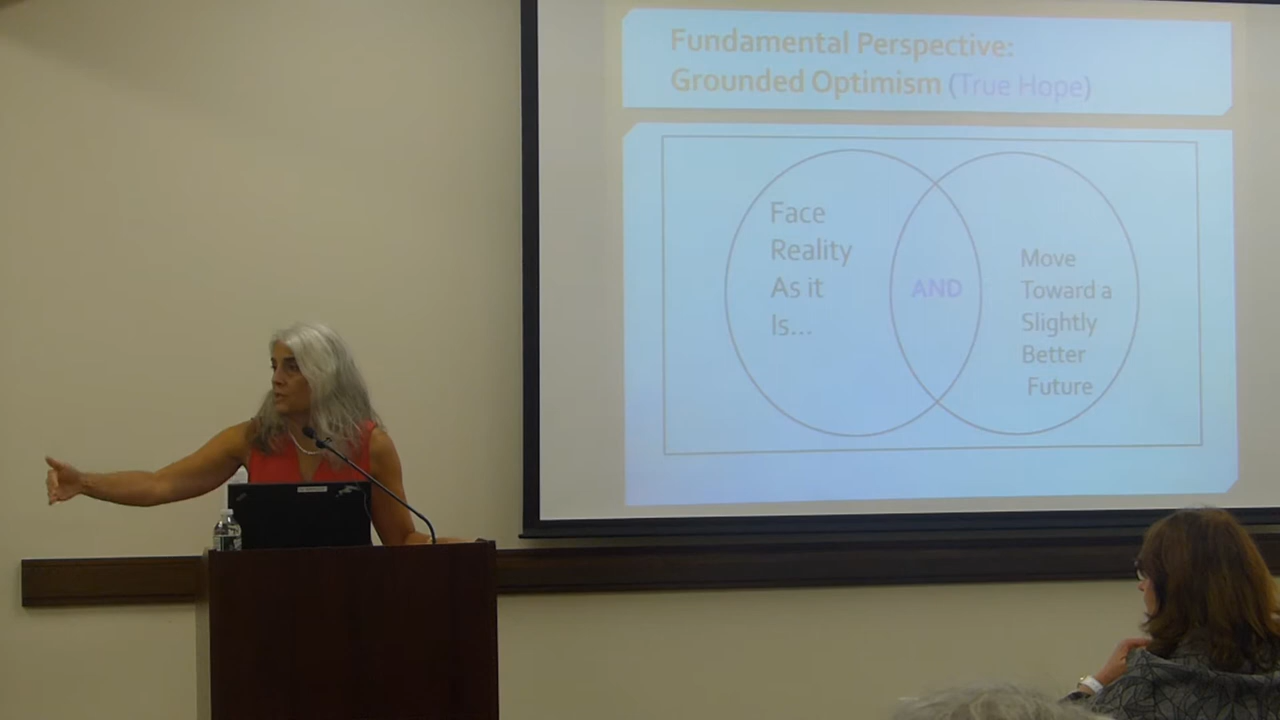 Fundamental Perspective:
Grounded Optimism (True Hope)
Face
Reality
As it
Is...
AND
Move
Toward a
Slightly
Better
Future